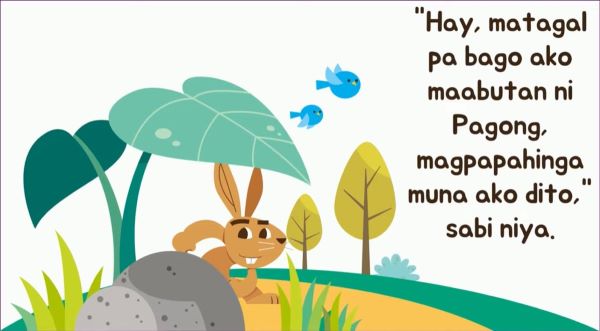 "Hay, matagal
pa bago ako
maabutan ni
Pagong,
magpapahinga
muna ako dito,"
sabi niya.